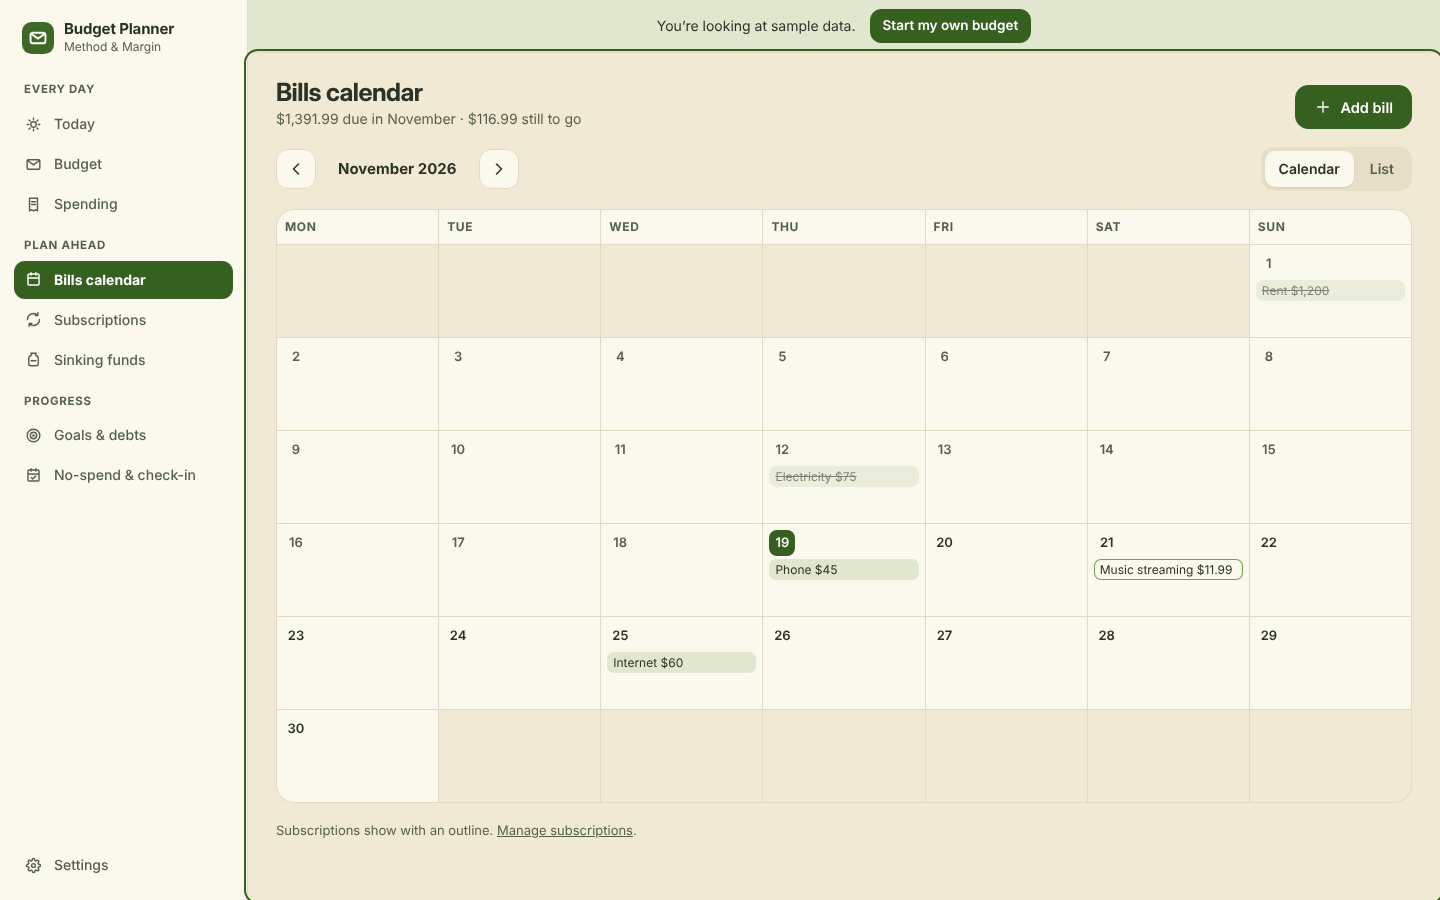 Budget Planner
Method & Margin
EVERY DAY
Today
Budget
Spending
PLAN AHEAD
Bills calendar
Subscriptions
Sinking funds
PROGRESS
Goals & debts
No-spend & check-in
Settings
You’re looking at sample data. Start my own budget
Bills calendar
$1,391.99 due in November · $116.99 still to go
Add bill
November 2026
Calendar List
MON TUE WED THU FRI SAT SUN
1
Rent $1,200
2 3 4 5 6 7 8
9 10 11 12 13 14 15
Electricity $75
16 17 18 19 20 21 22
Phone $45 Music streaming $11.99
23 24 25 26 27 28 29
Internet $60
30
Subscriptions show with an outline. Manage subscriptions.